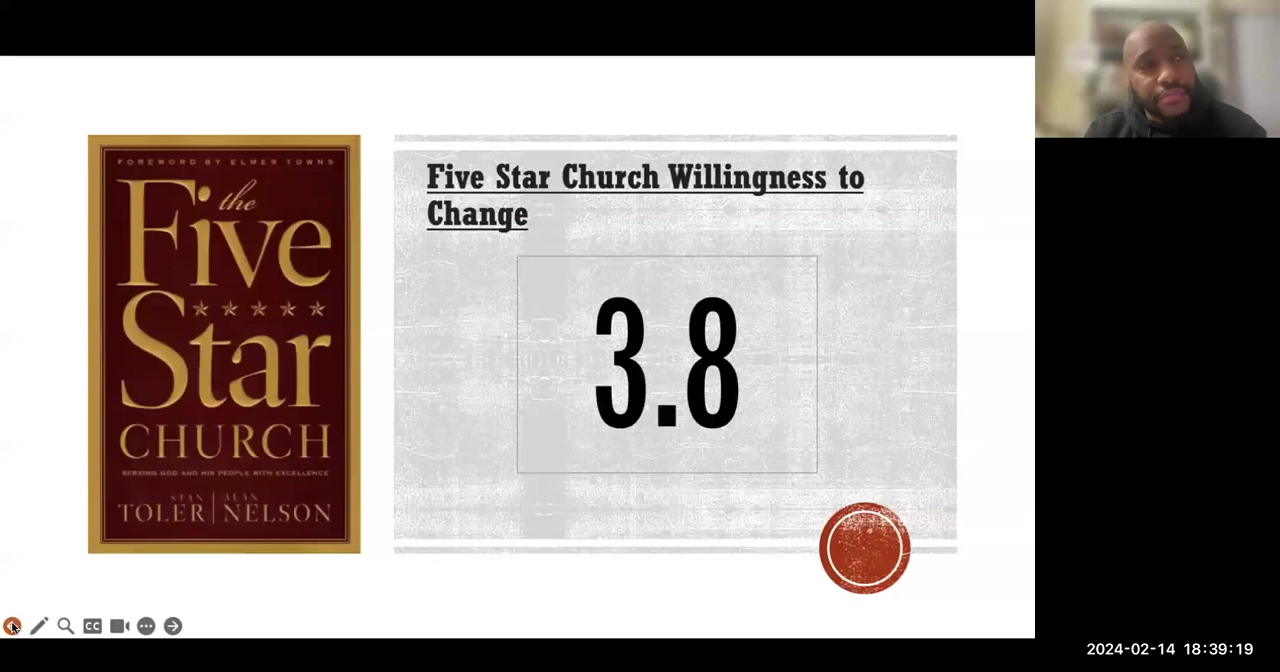 FOREWORD BY ELMER TOWNS
the
Five
Star
CHURCH
SERVING GOD AND HIS PEOPLE WITH EXCELLENCE
STAN TOLER | ALAN NELSON
Five Star Church Willingness to
Change
3.8
CC
2024-02-14 18:39:19